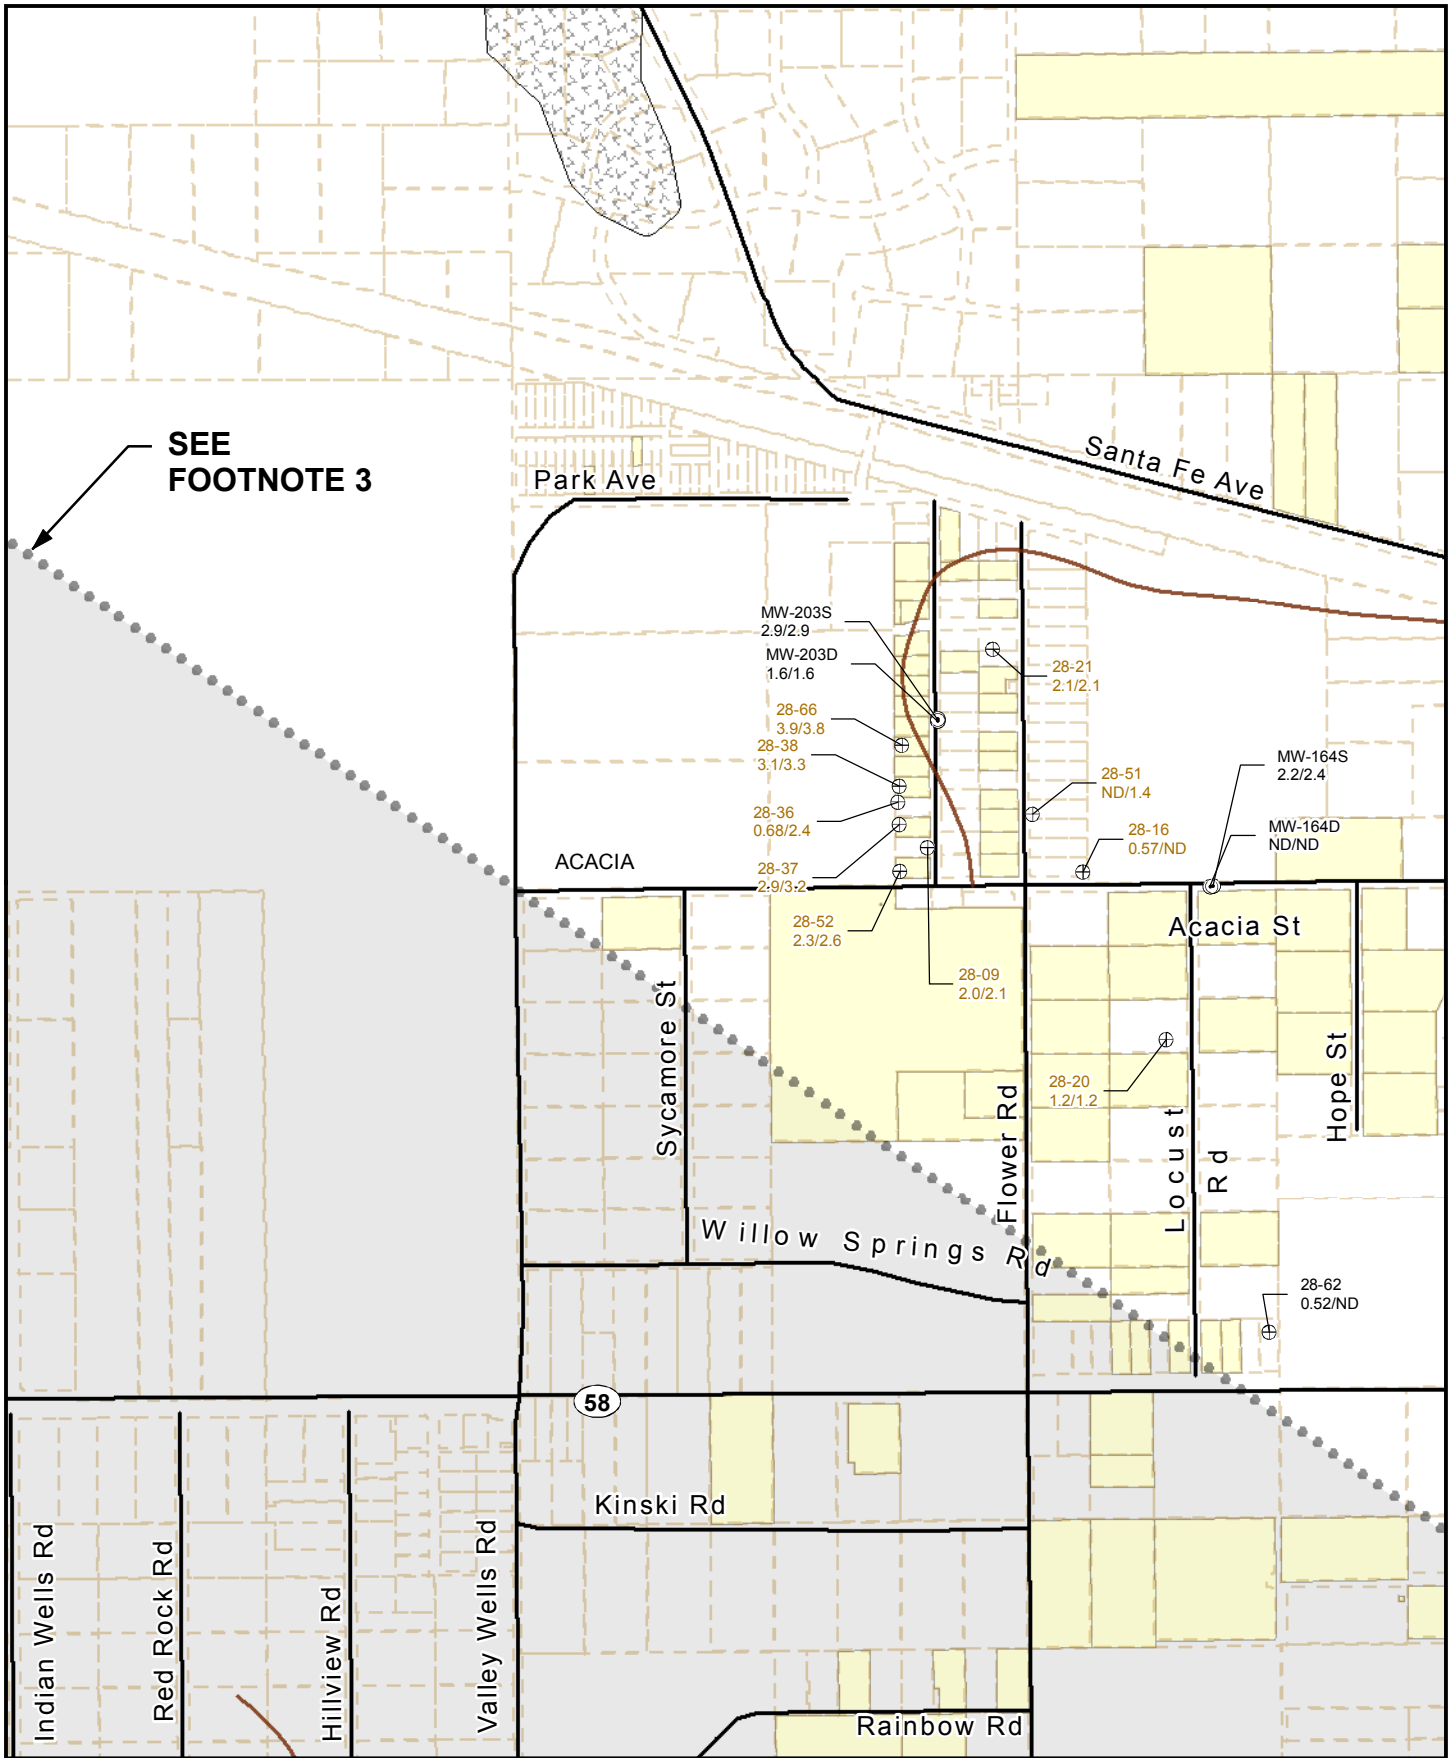 Santa Fe Ave
SEE
FOOTNOTE 3
Park Ave
MW-203S
2.9/2.9
MW-203D
1.6/1.6
28-21
2.1/2.1
28-66
3.9/3.8
28-38
3.1/3.3
28-51
ND/1.4
MW-164S
2.2/2.4
28-36
0.68/2.4
28-16
0.57/ND
MW-164D
ND/ND
ACACIA
28-37
2.9/3.2
28-52
2.3/2.6
Acacia St
28-09
2.0/2.1
Sycamore St
Hope St
28-20
1.2/1.2
Flower Rd
Locust
Rd
Willow Springs Rd
28-62
0.52/ND
58
Kinski Rd
Indian Wells Rd
Red Rock Rd
Hillview Rd
Valley Wells Rd
Rainbow Rd